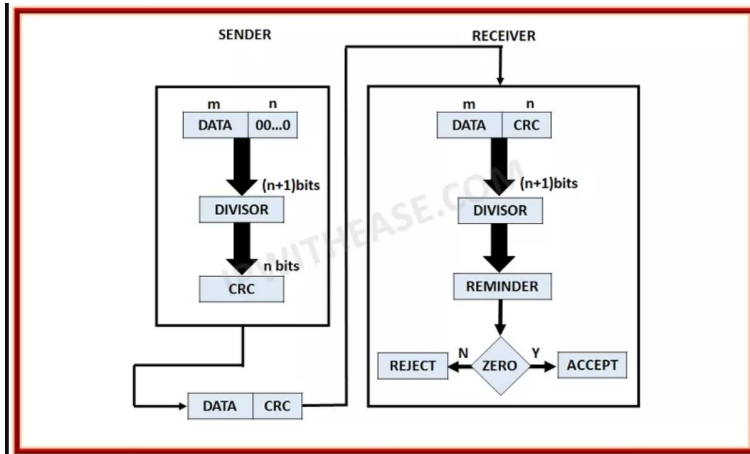 SENDER
RECEIVER
m n
DATA 00...0
(n+1)bits
DIVISOR
n bits
CRC
DATA CRC
m n
DATA CRC
(n+1)bits
DIVISOR
REMINDER
REJECT N ZERO Y ACCEPT